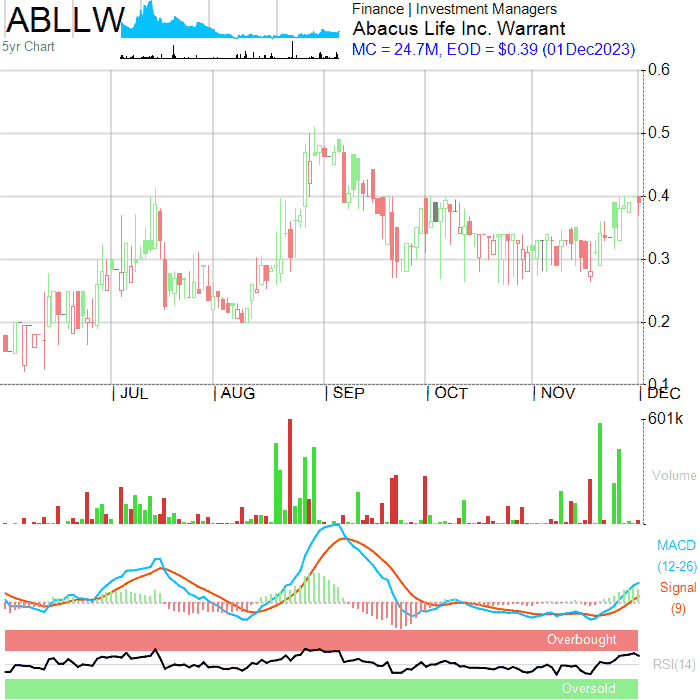 ABLLW
5yr Chart
Finance | Investment Managers
Abacus Life Inc. Warrant
MC = 24.7M, EOD = $0.39 (01Dec2023)
0.6
0.5
0.4
0.3
0.2
0.1
JUL AUG SEP OCT NOV DEC
601k
Volume
MACD
(12-26)
Signal
(9)
Overbought
RSI(14)
Oversold